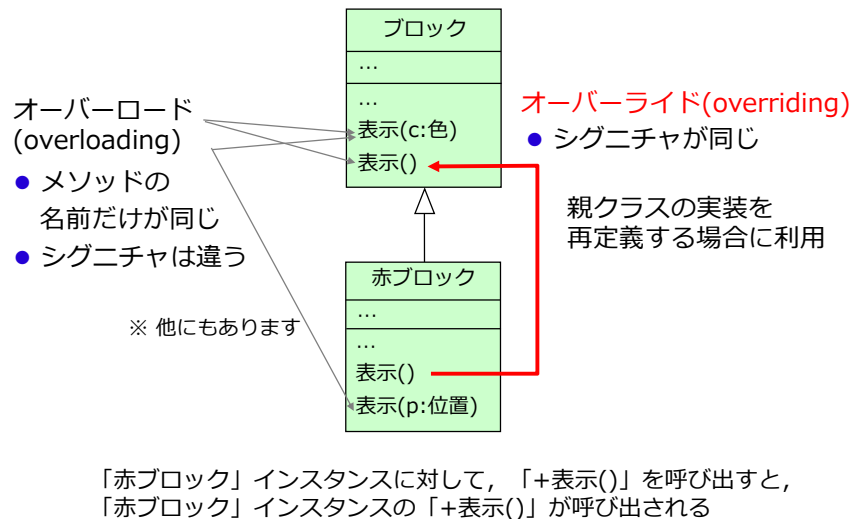 ブロック
…
…
表示(c:色)
表示()
オーバーロード
(overloading)
● メソッドの
名前だけが同じ
● シグニチャは違う
※ 他にもあります
オーバーライド(overriding)
● シグニチャが同じ
親クラスの実装を
再定義する場合に利用
赤ブロック
…
…
表示()
表示(p:位置)
「赤ブロック」インスタンスに対して，「+表示()」を呼び出すと，
「赤ブロック」インスタンスの「+表示()」が呼び出される